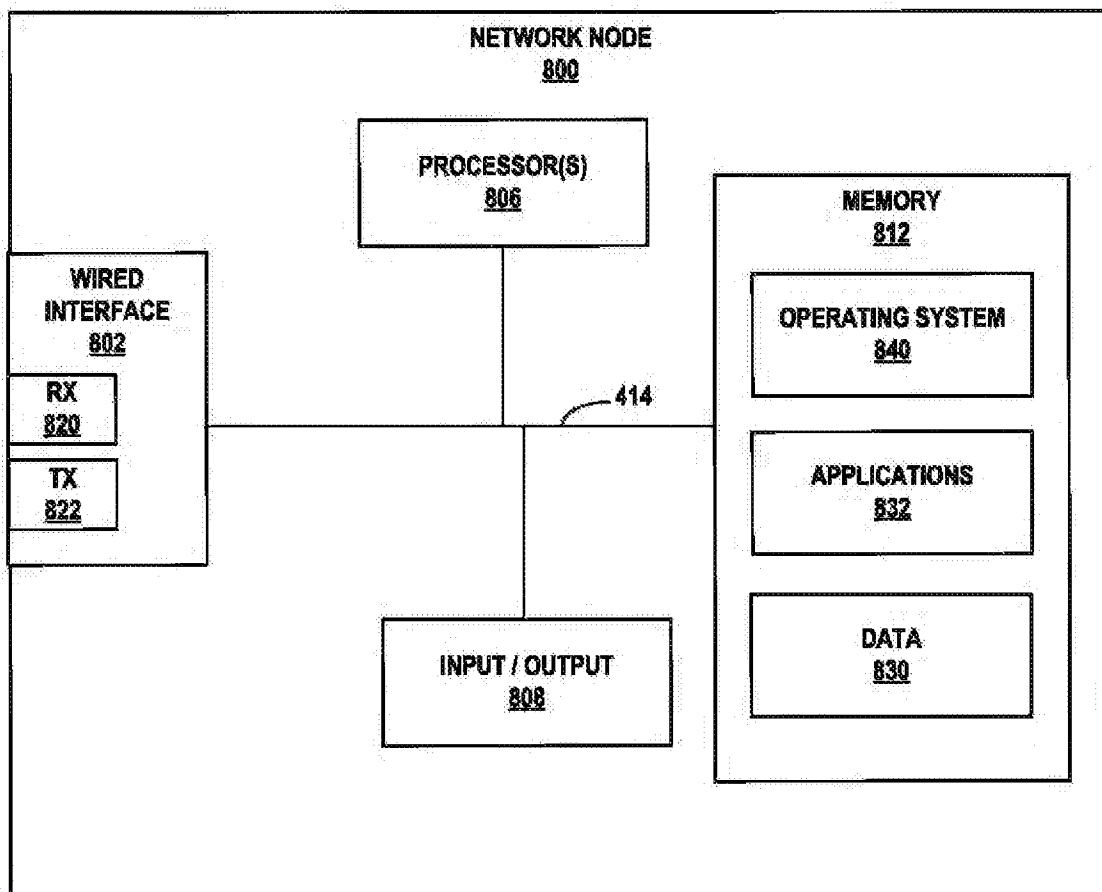 NETWORK NODE
800
PROCESSOR(S)
806
MEMORY
812
WIRED
INTERFACE
802
OPERATING SYSTEM
840
RX
820
414
TX
822
APPLICATIONS
832
INPUT / OUTPUT
808
DATA
830